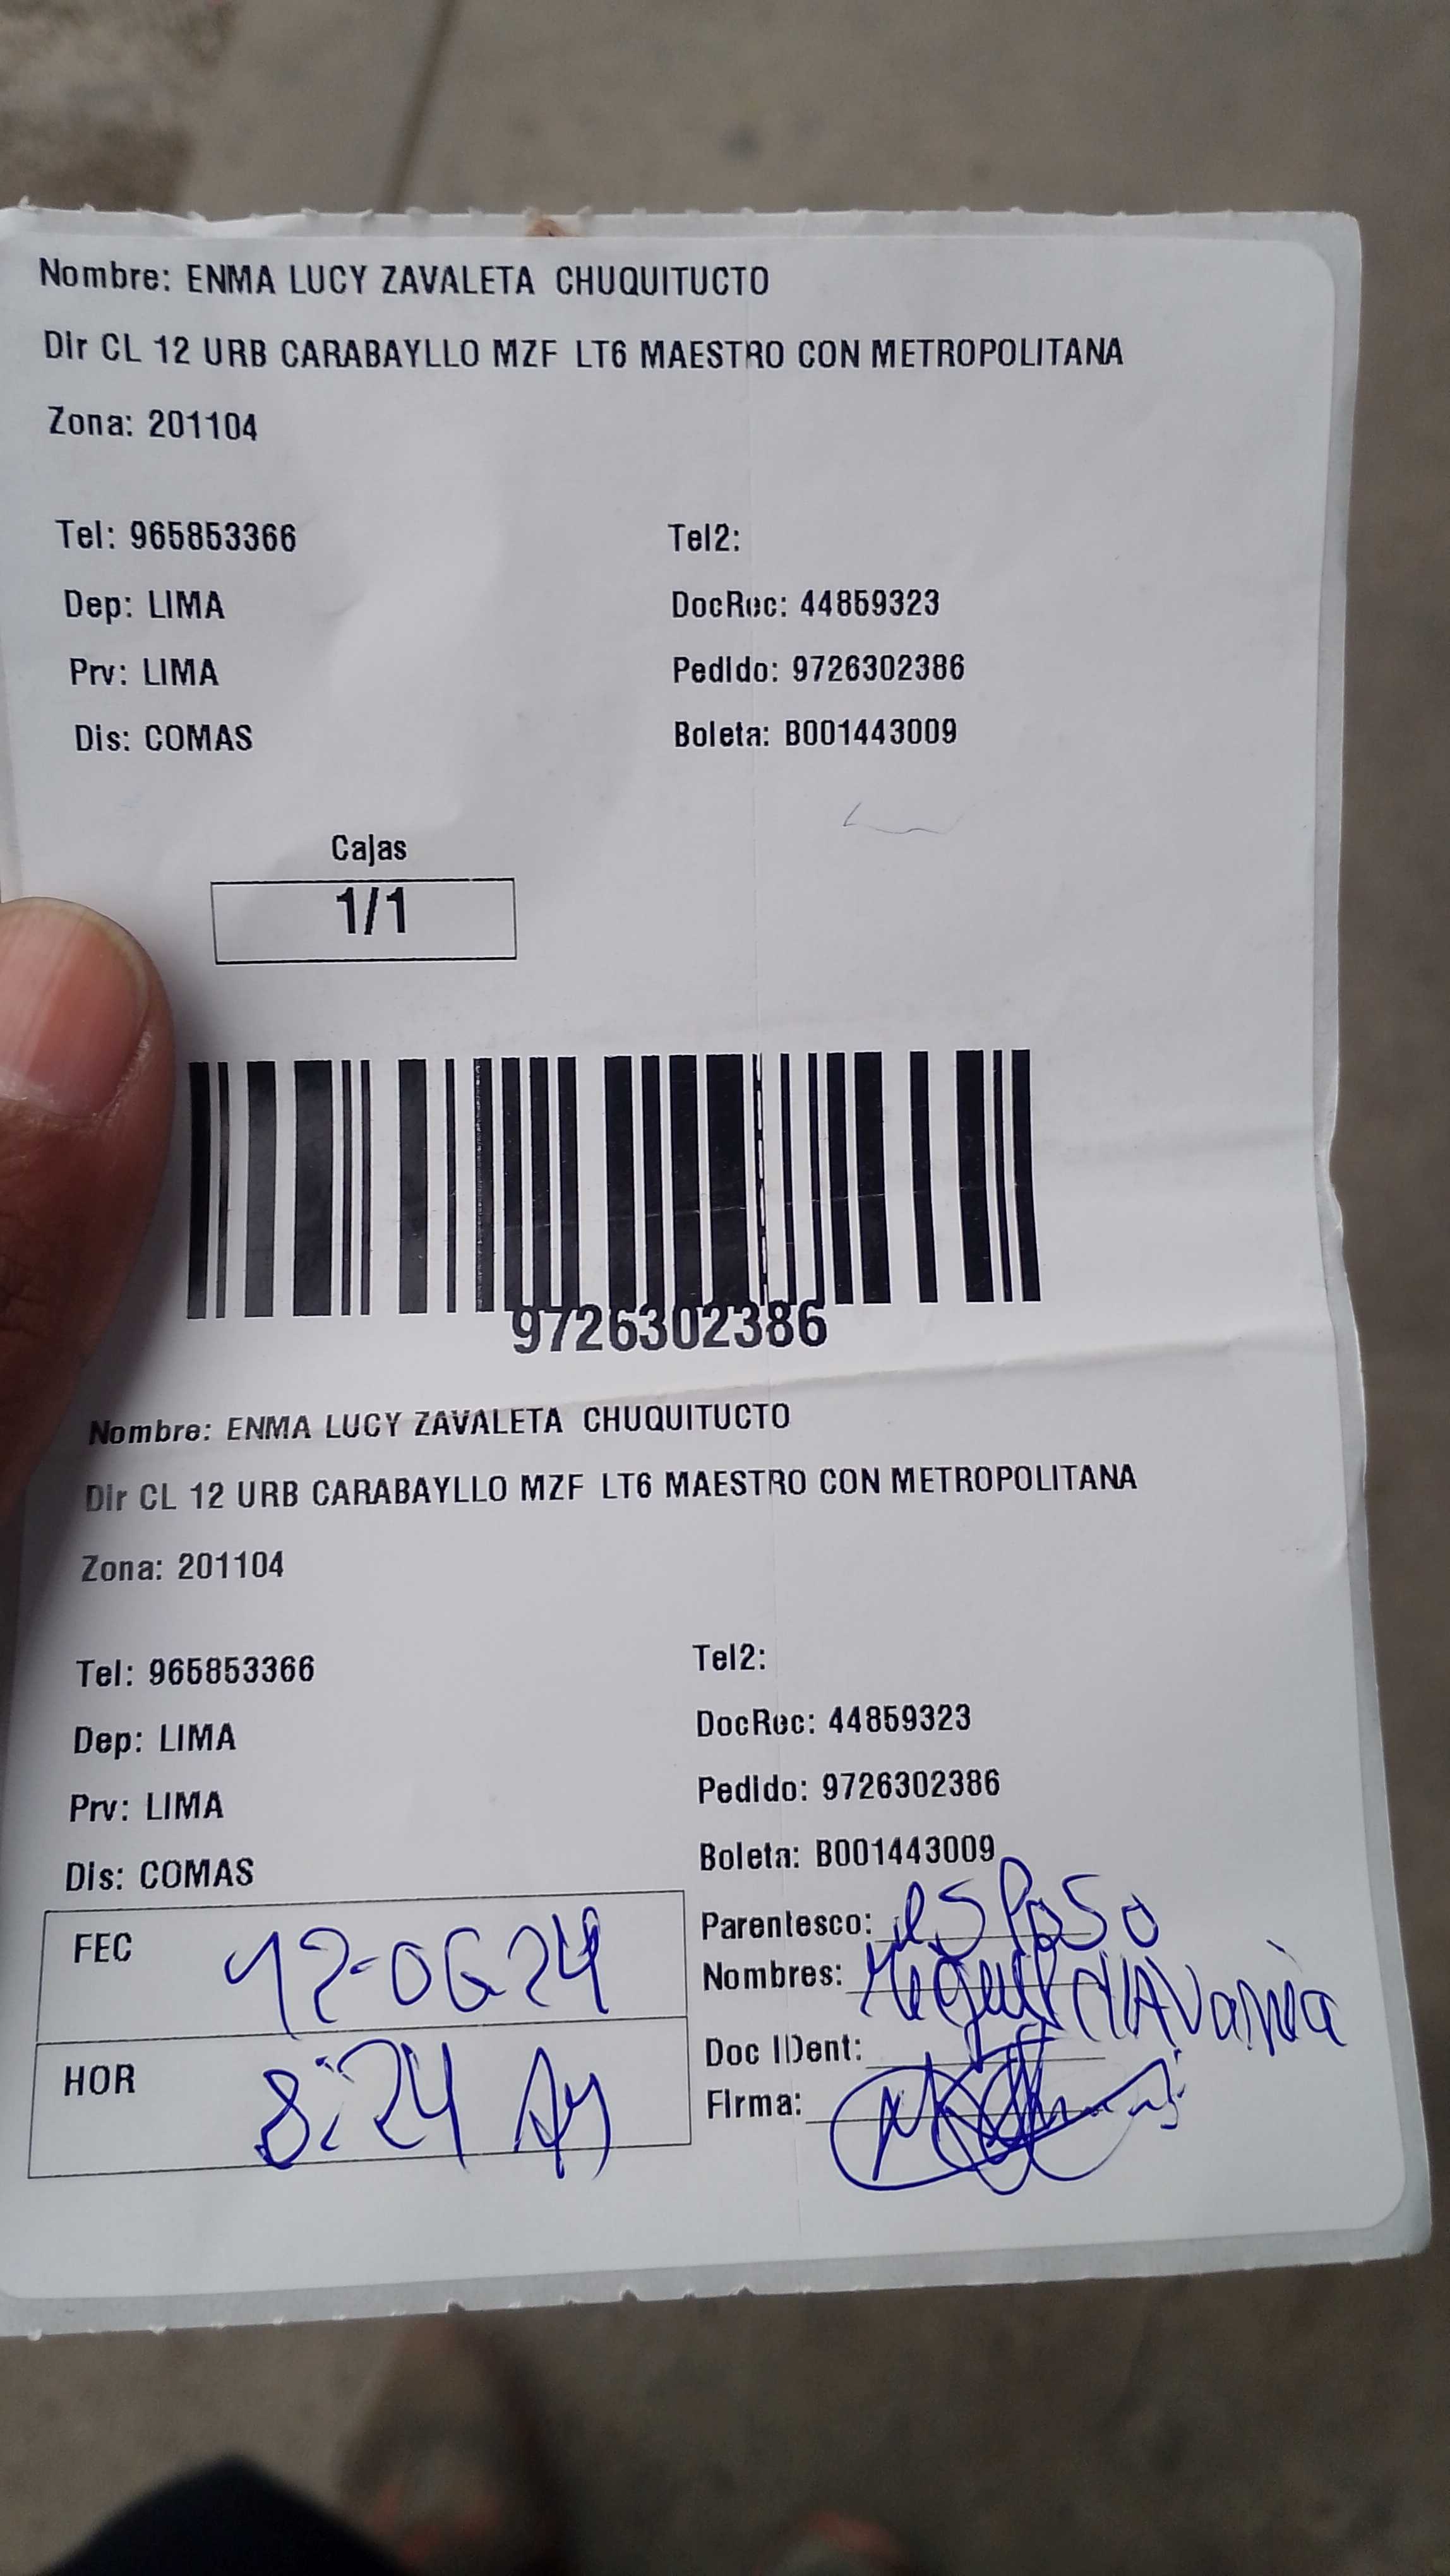 Nombre: ENMA LUCY ZAVALETA CHUQUITUCTO
Dir CL 12 URB CARABAYLLO MZF LT6 MAESTRO CON METROPOLITANA
Zona: 201104
Tel: 965853366 Tel2:
Dep: LIMA DocRec: 44859323
Prv: LIMA Pedido: 9726302386
Dis: COMAS Boleta: B001443009
Cajas
1/1
9726302386
Nombre: ENMA LUCY ZAVALETA CHUQUITUCTO
Dir CL 12 URB CARABAYLLO MZF LT6 MAESTRO CON METROPOLITANA
Zona: 201104
Tel: 965853366 Tel2:
Dep: LIMA DocRec: 44859323
Prv: LIMA Pedido: 9726302386
Dis: COMAS Boleta: B001443009
FEC 12-06 24 Parentesco: esposo
Nombres: Miguel
HOR 8:24 Doc IDent:
Firma: